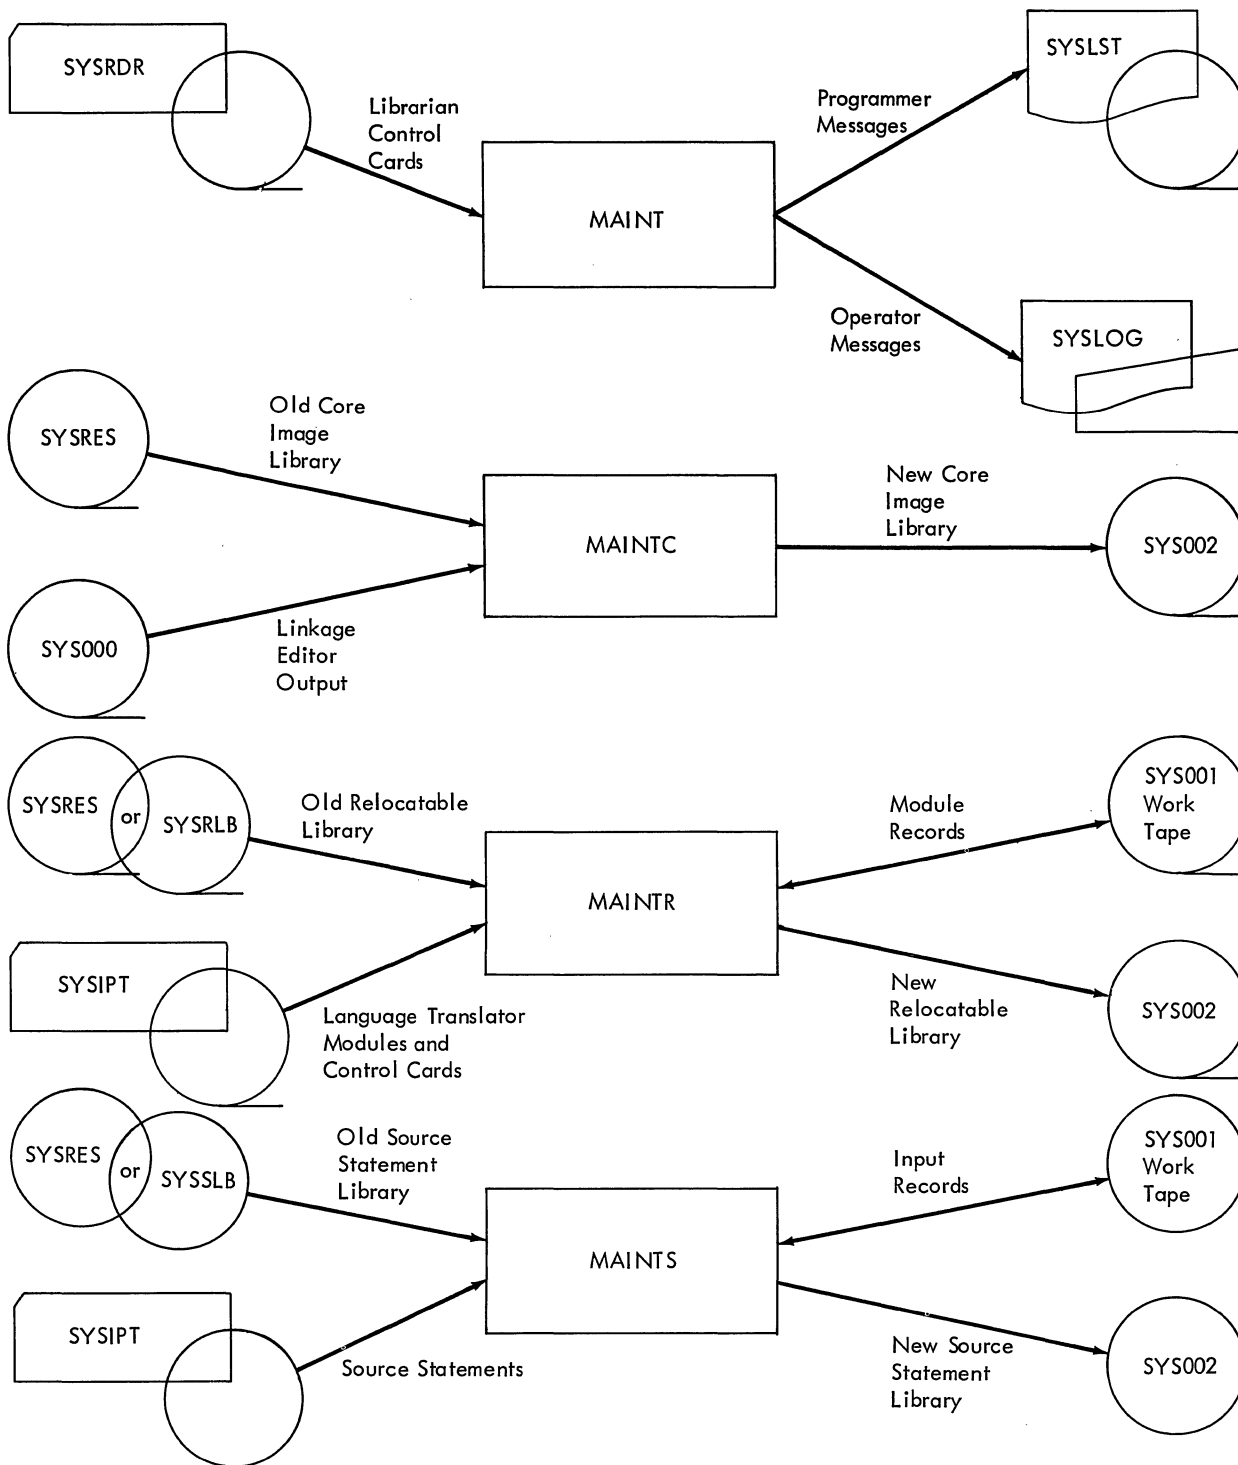 SYSRDR
Librarian
Control
Cards
MAINT
Programmer
Messages
SYSLST
Operator
Messages
SYSLOG
SYSRES
Old Core
Image
Library
SYS000
Linkage
Editor
Output
MAINTC
New Core
Image
Library
SYS002
SYSRES
or
SYSRLB
Old Relocatable
Library
SYSIPT
Language Translator
Modules and
Control Cards
MAINTR
Module
Records
SYS001
Work
Tape
New
Relocatable
Library
SYS002
SYSRES
or
SYSSLB
Old Source
Statement
Library
SYSIPT
Source Statements
MAINTS
Input
Records
SYS001
Work
Tape
New Source
Statement
Library
SYS002